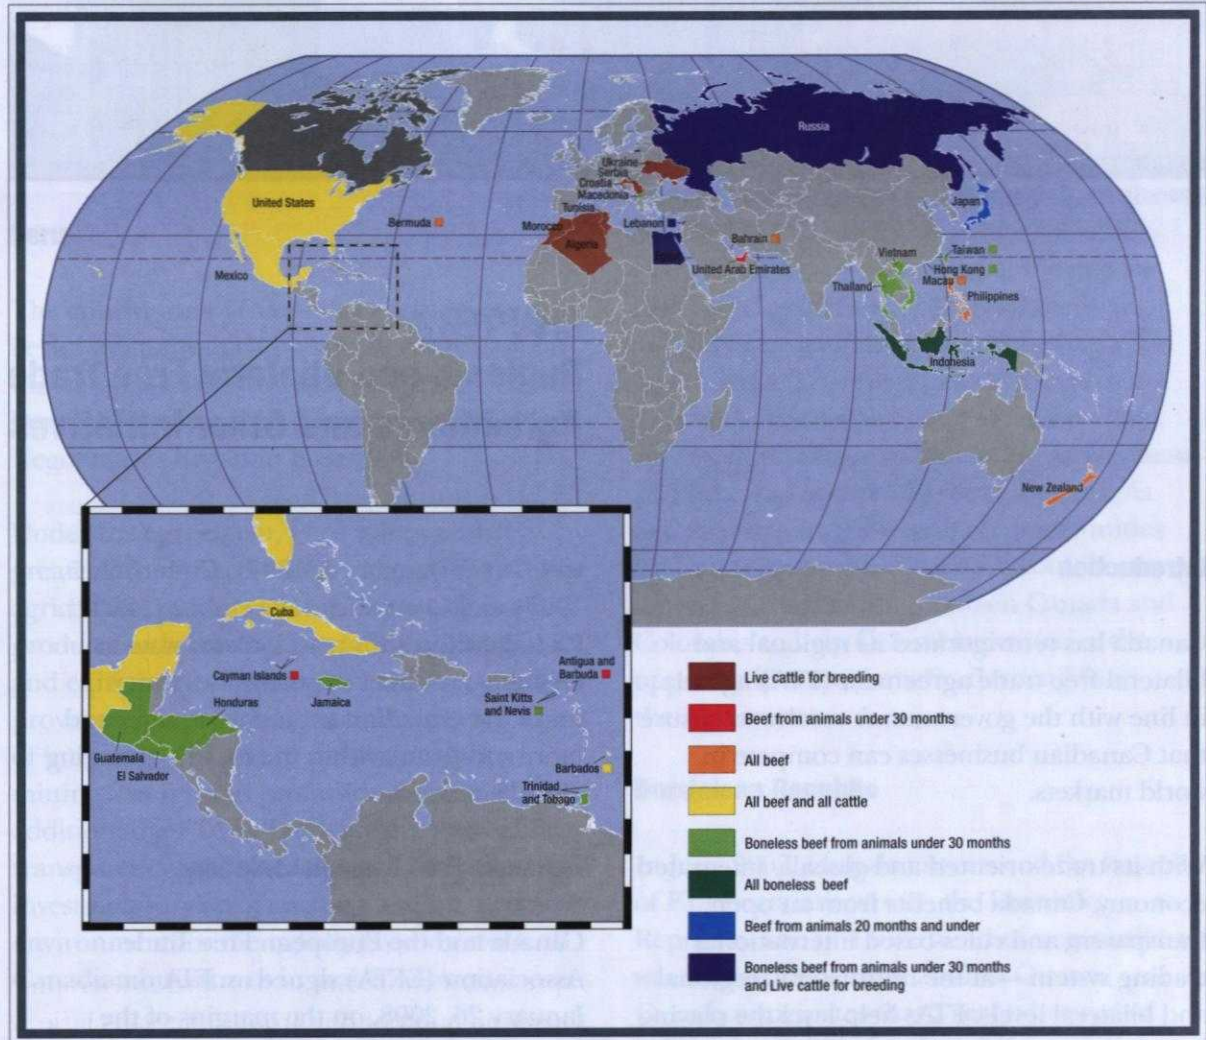 Russia
Ukraine
Serbia
Croatia
Macedonia
Tunisia
Morocco
Algeria
Lebanon
United States
Bermuda
Mexico
Bahrain
United Arab Emirates
Japan
Vietnam
Taiwan
Hong Kong
Macau
Thailand
Philippines
Indonesia
New Zealand
Cuba
Cayman Islands
Honduras
Jamaica
Antigua and
Barbuda
Saint Kitts
and Nevis
Guatemala
El Salvador
Barbados
Trinidad
and Tobago
Live cattle for breeding
Beef from animals under 30 months
All beef
All beef and all cattle
Boneless beef from animals under 30 months
All boneless beef
Beef from animals 20 months and under
Boneless beef from animals under 30 months
and Live cattle for breeding